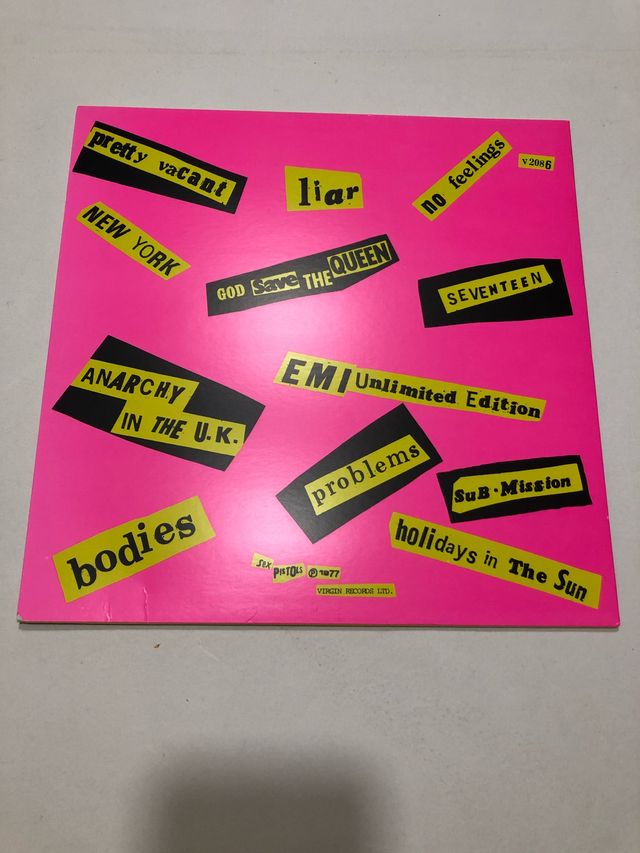 pretty vacant
liar
no feelings
v 2086
NEW YORK
GOD save THE QUEEN
SEVENTEEN
ANARCHY
IN THE U.K.
EMI Unlimited Edition
problems
SuB·Mission
bodies
holidays in The Sun
sex PISTOLS ℗ 1977
VIRGIN RECORDS LTD.